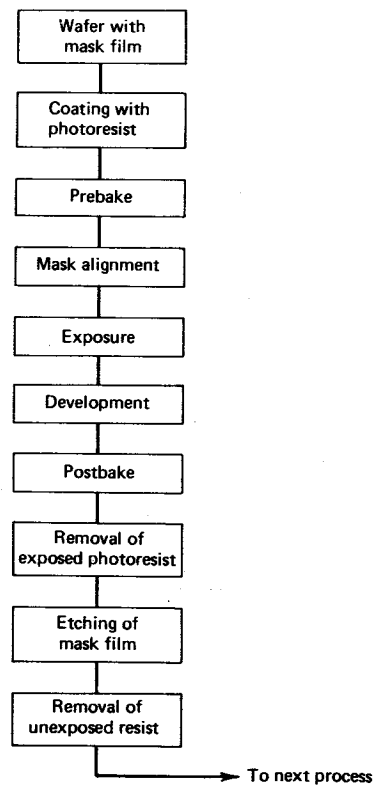 Wafer with
mask film
Coating with
photoresist
Prebake
Mask alignment
Exposure
Development
Postbake
Removal of
exposed photoresist
Etching of
mask film
Removal of
unexposed resist
To next process